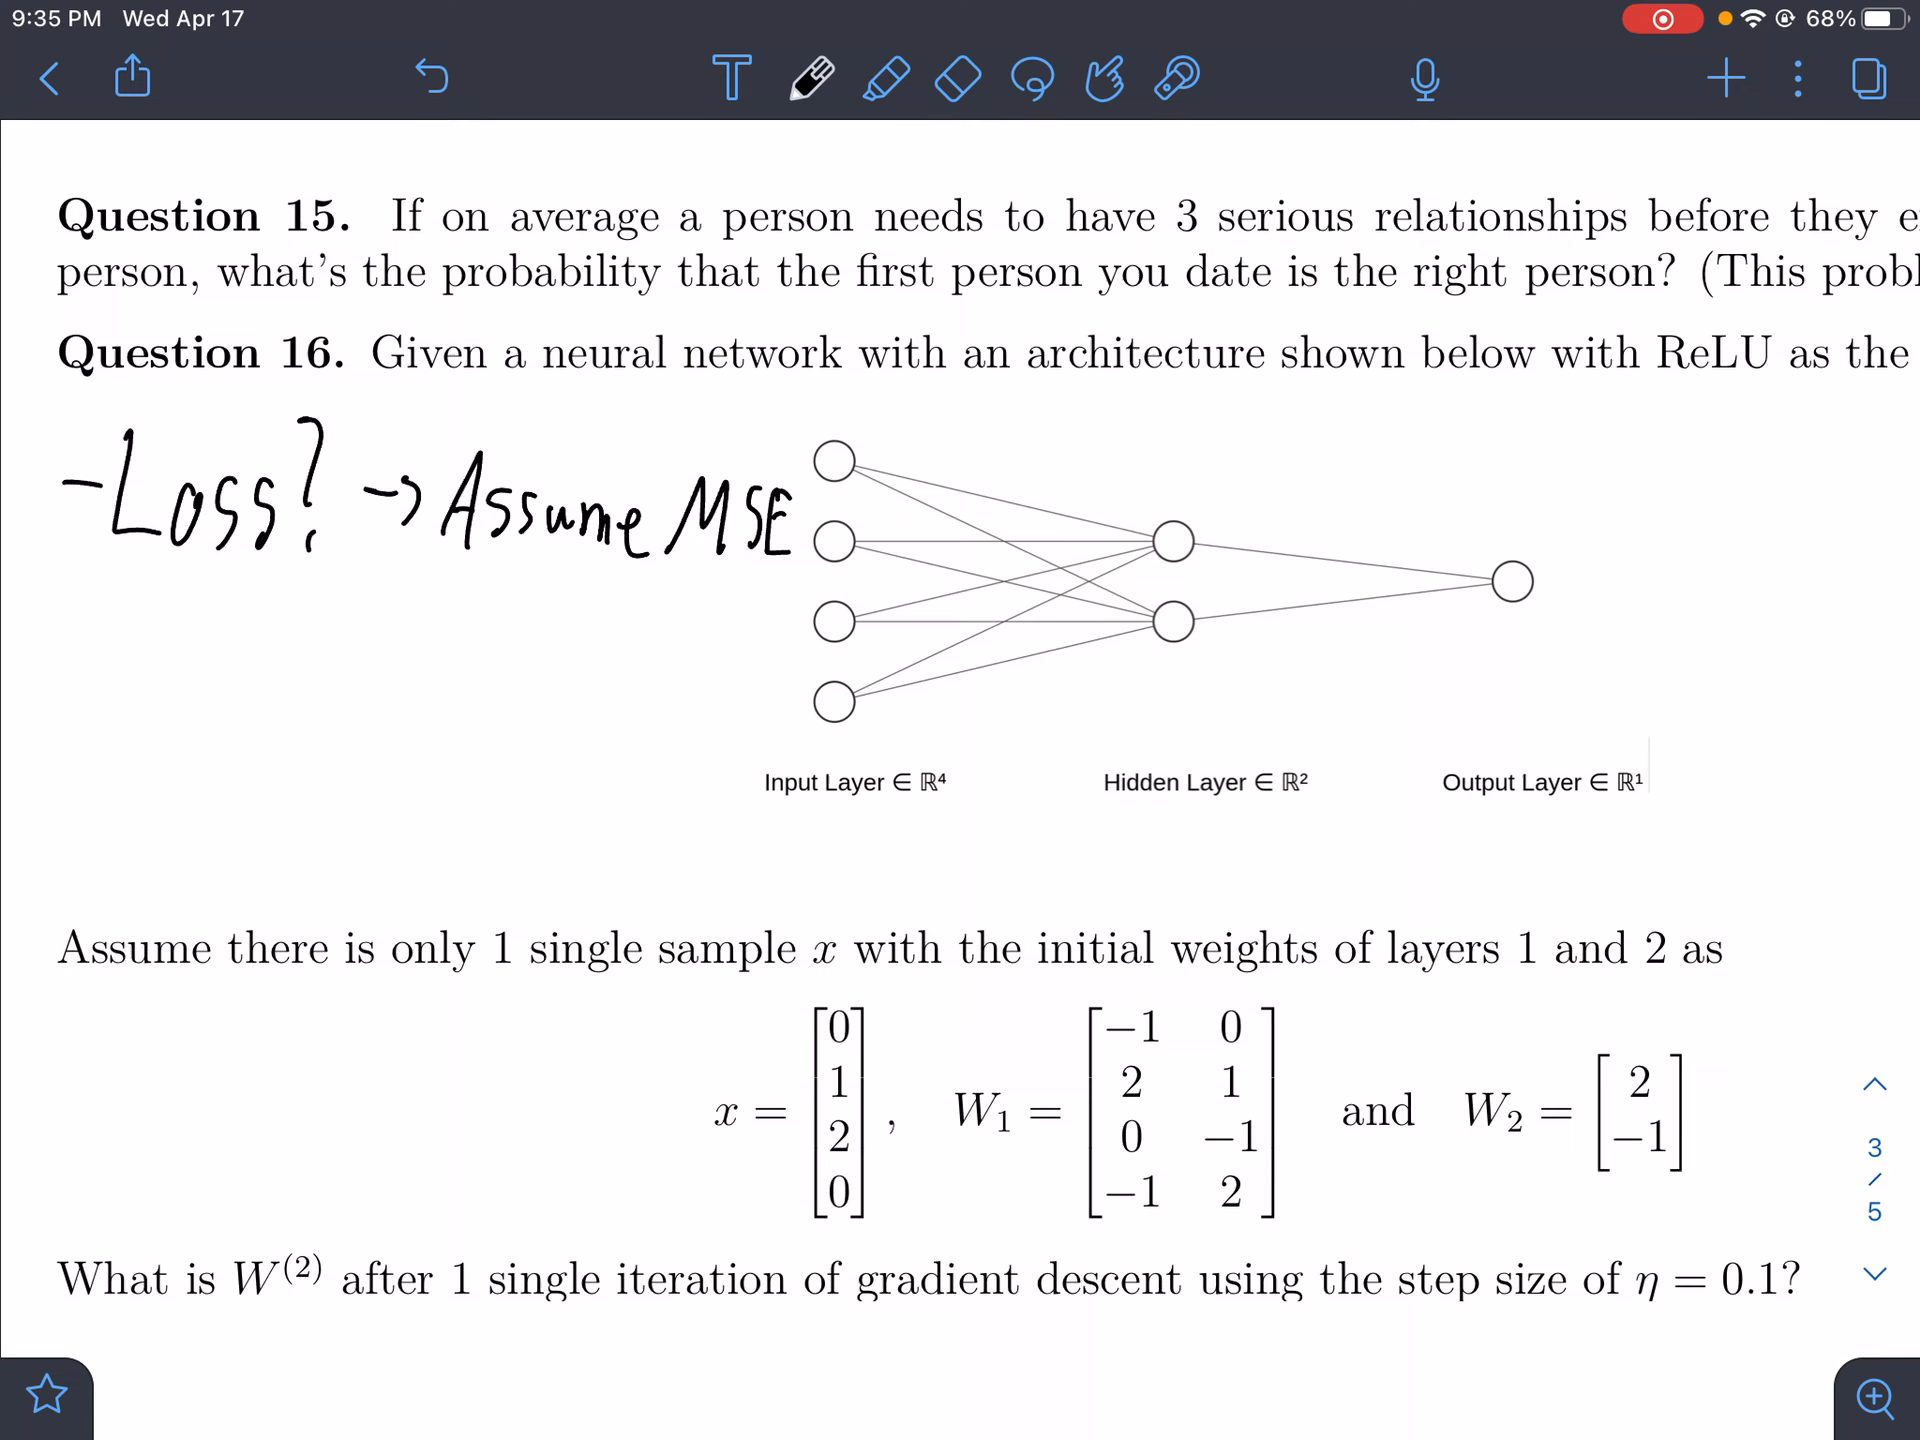 9:35 PM Wed Apr 17
68%
Question 15. If on average a person needs to have 3 serious relationships before they e
person, what's the probability that the first person you date is the right person? (This probl
Question 16. Given a neural network with an architecture shown below with ReLU as the
-Loss? → Assume MSE
Input Layer ∈ ℝ⁴
Hidden Layer ∈ ℝ²
Output Layer ∈ ℝ¹
Assume there is only 1 single sample x with the initial weights of layers 1 and 2 as
x = [0 1 2 0], W₁ = [−1 0 2 1 0 −1 −1 2] and W₂ = [2 −1]
3 / 5
What is W⁽²⁾ after 1 single iteration of gradient descent using the step size of η = 0.1?